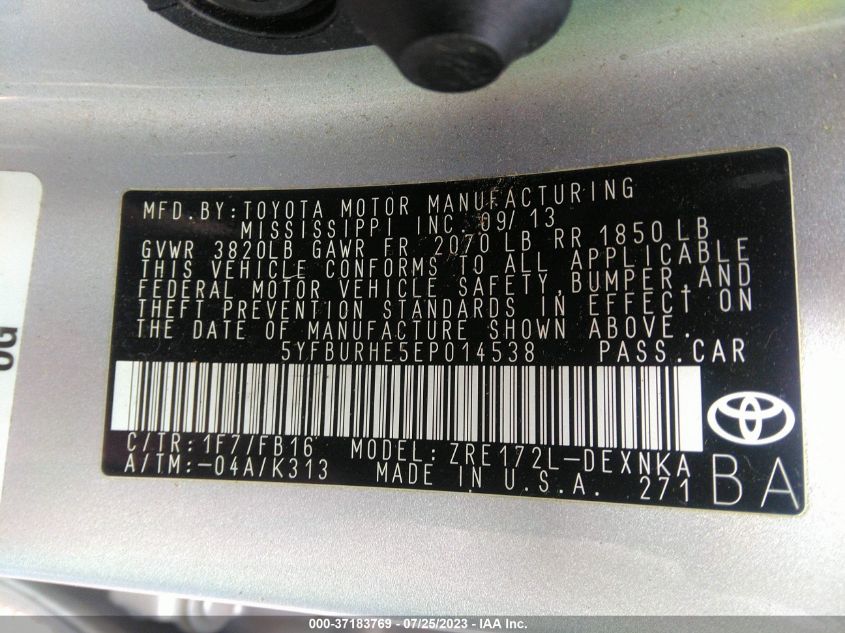 MFD.BY:TOYOTA MOTOR MANUFACTURING
MISSISSIPPI INC. 09/13
GVWR 3820LB GAWR FR 2070 LB RR 1850 LB
THIS VEHICLE CONFORMS TO ALL APPLICABLE
FEDERAL MOTOR VEHICLE SAFETY,BUMPER,AND
THEFT PREVENTION STANDARDS IN EFFECT ON
THE DATE OF MANUFACTURE SHOWN ABOVE.
5YFBURHE5EP014538 PASS.CAR
C/TR:1F7/FB16 MODEL:ZRE172L-DEXNKA
A/TM:-04A/K313 MADE IN U.S.A. 271
BA
000-37183769 - 07/25/2023 - IAA Inc.